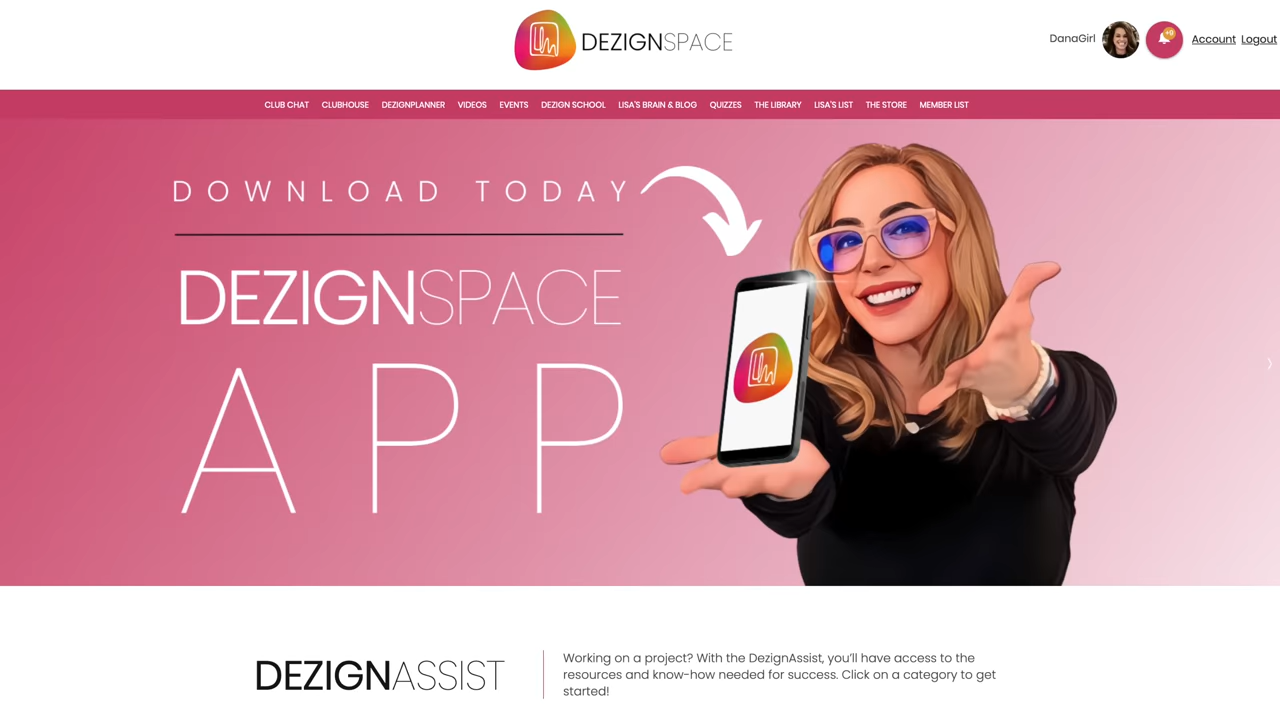 DEZIGNSPACE
DanaGirl
+9
Account Logout
CLUB CHAT CLUBHOUSE DEZIGNPLANNER VIDEOS EVENTS DEZIGN SCHOOL LISA'S BRAIN & BLOG QUIZZES THE LIBRARY LISA'S LIST THE STORE MEMBER LIST
DOWNLOAD TODAY
DEZIGNSPACE
APP
DEZIGNASSIST
Working on a project? With the DezignAssist, you'll have access to the
resources and know-how needed for success. Click on a category to get
started!